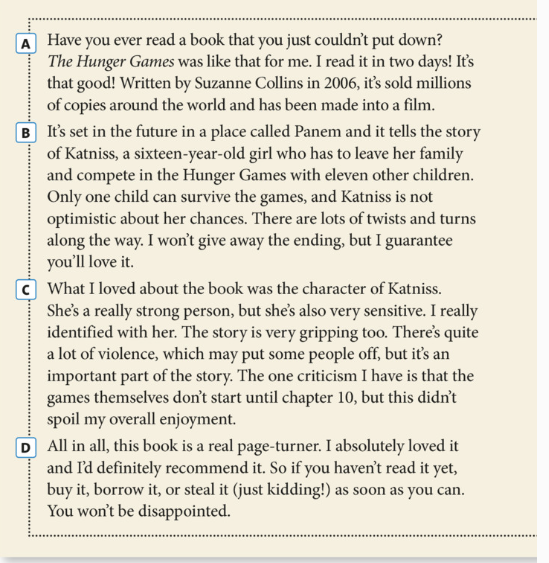 A Have you ever read a book that you just couldn't put down?
The Hunger Games was like that for me. I read it in two days! It's
that good! Written by Suzanne Collins in 2006, it's sold millions
of copies around the world and has been made into a film.
B It's set in the future in a place called Panem and it tells the story
of Katniss, a sixteen-year-old girl who has to leave her family
and compete in the Hunger Games with eleven other children.
Only one child can survive the games, and Katniss is not
optimistic about her chances. There are lots of twists and turns
along the way. I won't give away the ending, but I guarantee
you'll love it.
C What I loved about the book was the character of Katniss.
She's a really strong person, but she's also very sensitive. I really
identified with her. The story is very gripping too. There's quite
a lot of violence, which may put some people off, but it's an
important part of the story. The one criticism I have is that the
games themselves don't start until chapter 10, but this didn't
spoil my overall enjoyment.
D All in all, this book is a real page-turner. I absolutely loved it
and I'd definitely recommend it. So if you haven't read it yet,
buy it, borrow it, or steal it (just kidding!) as soon as you can.
You won't be disappointed.